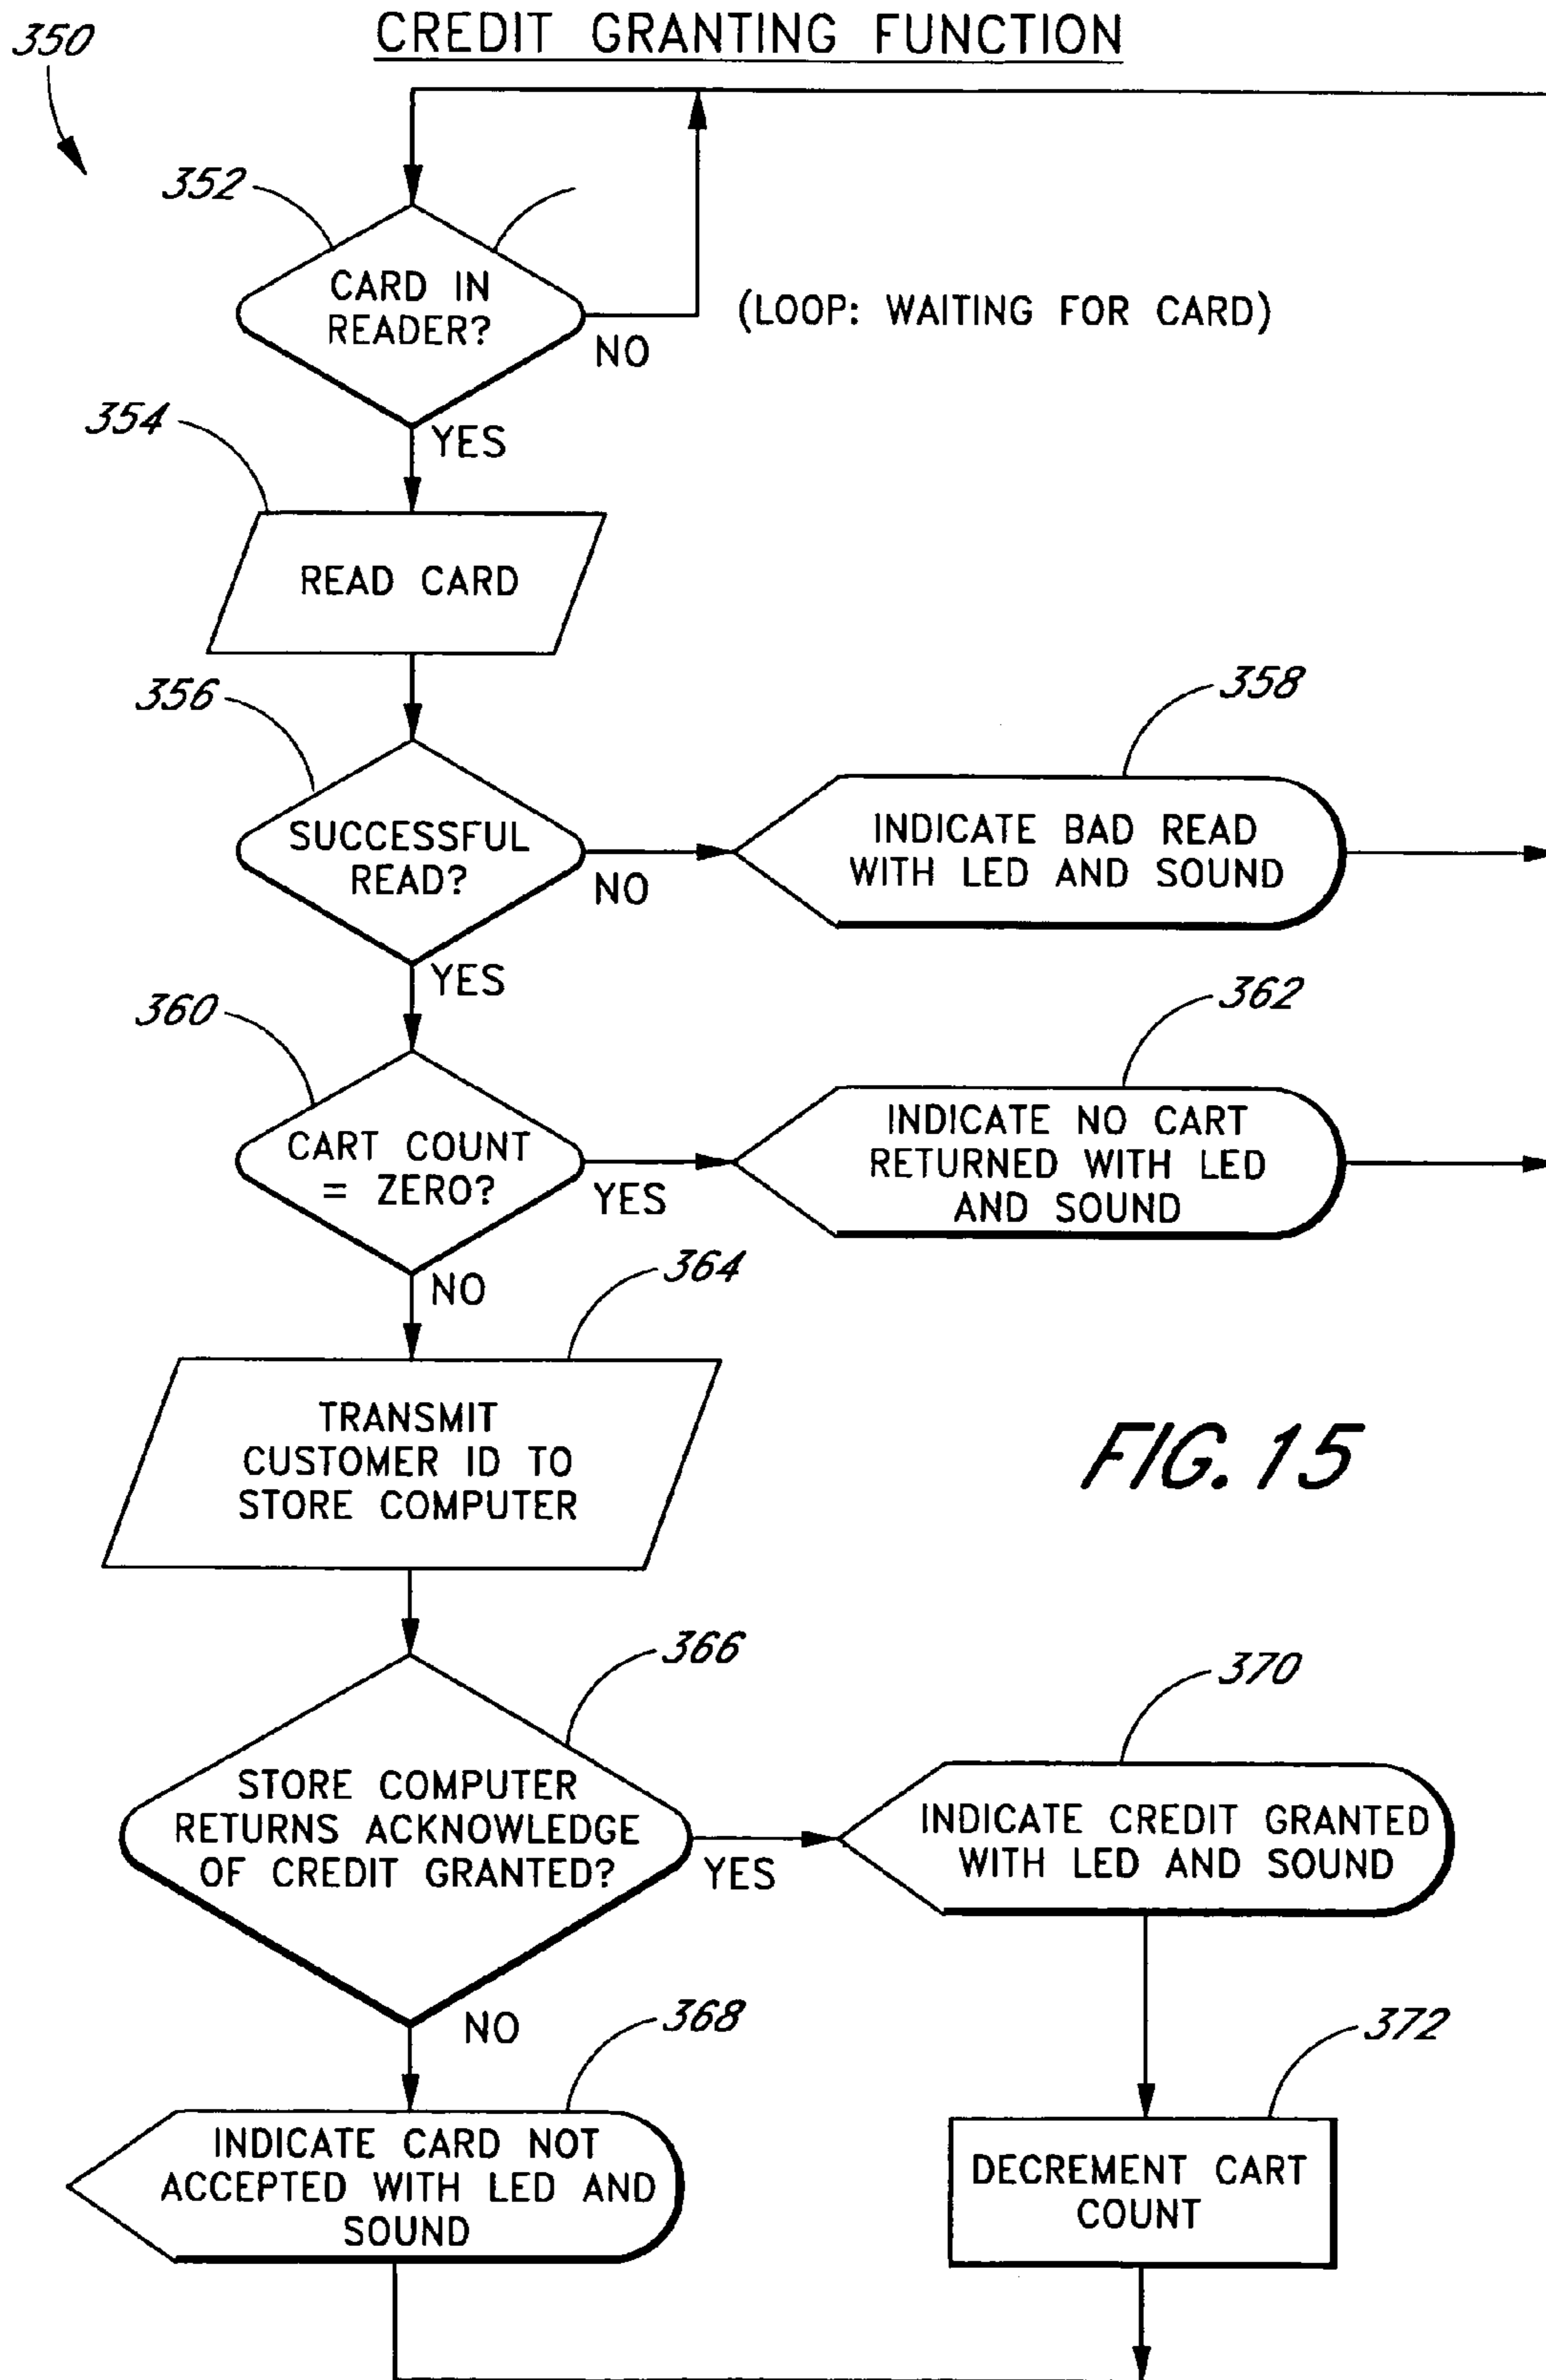 CREDIT GRANTING FUNCTION
350
352
CARD IN
READER?
NO
(LOOP: WAITING FOR CARD)
YES
354
READ CARD
356
SUCCESSFUL
READ?
NO
358
INDICATE BAD READ
WITH LED AND SOUND
YES
360
CART COUNT
= ZERO?
YES
362
INDICATE NO CART
RETURNED WITH LED
AND SOUND
NO
364
TRANSMIT
CUSTOMER ID TO
STORE COMPUTER
FIG. 15
366
STORE COMPUTER
RETURNS ACKNOWLEDGE
OF CREDIT GRANTED?
YES
370
INDICATE CREDIT GRANTED
WITH LED AND SOUND
NO
368
INDICATE CARD NOT
ACCEPTED WITH LED AND
SOUND
372
DECREMENT CART
COUNT